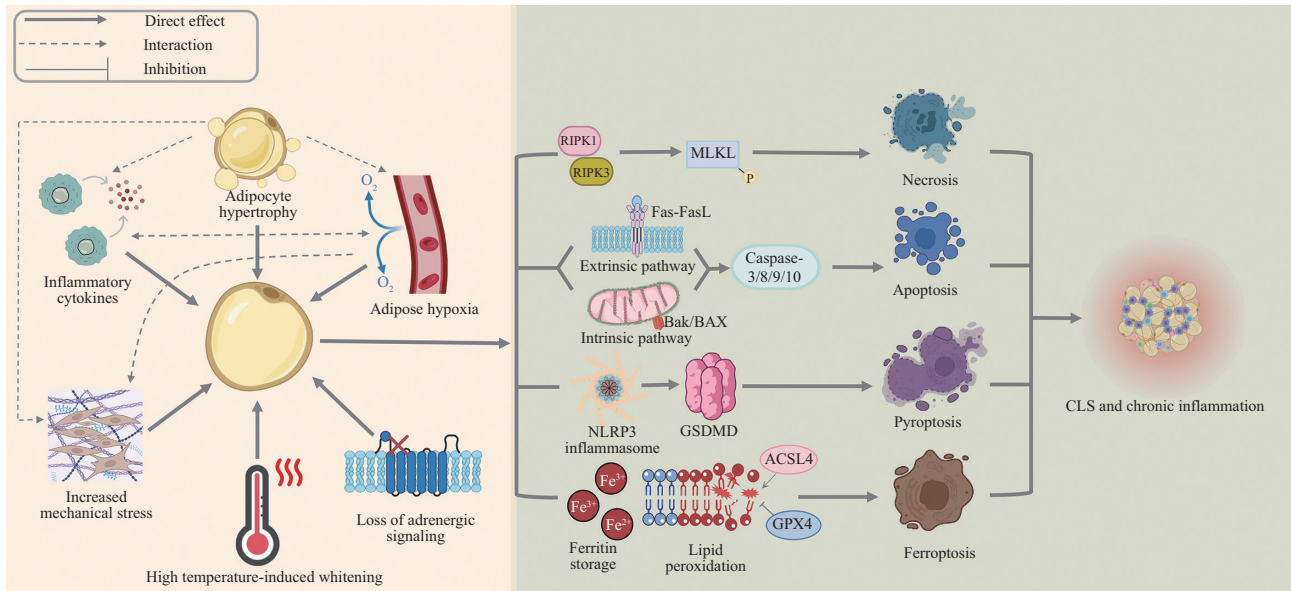 Direct effect
Interaction
Inhibition
Adipocyte
hypertrophy
O2
O2
Inflammatory
cytokines
Adipose hypoxia
Increased
mechanical stress
Loss of adrenergic
signaling
High temperature-induced whitening
RIPK1
RIPK3
MLKL
P
Necrosis
Fas-FasL
Extrinsic pathway
Caspase-
3/8/9/10
Apoptosis
Bak/BAX
Intrinsic pathway
NLRP3
inflammasome
GSDMD
Pyroptosis
Fe3+
Fe3+
Fe2+
Ferritin
storage
ACSL4
GPX4
Lipid
peroxidation
Ferroptosis
CLS and chronic inflammation